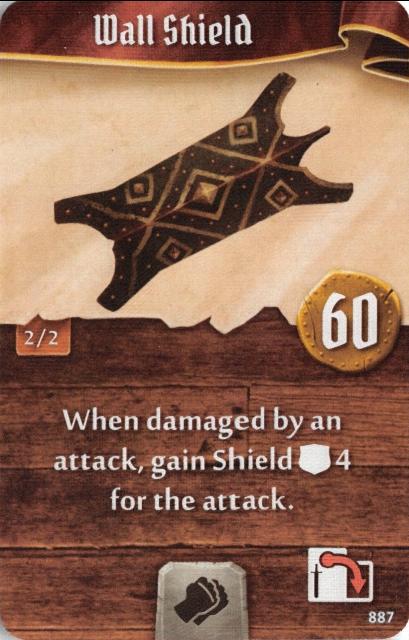 Wall Shield
2/2
60
When damaged by an
attack, gain Shield 4
for the attack.
887